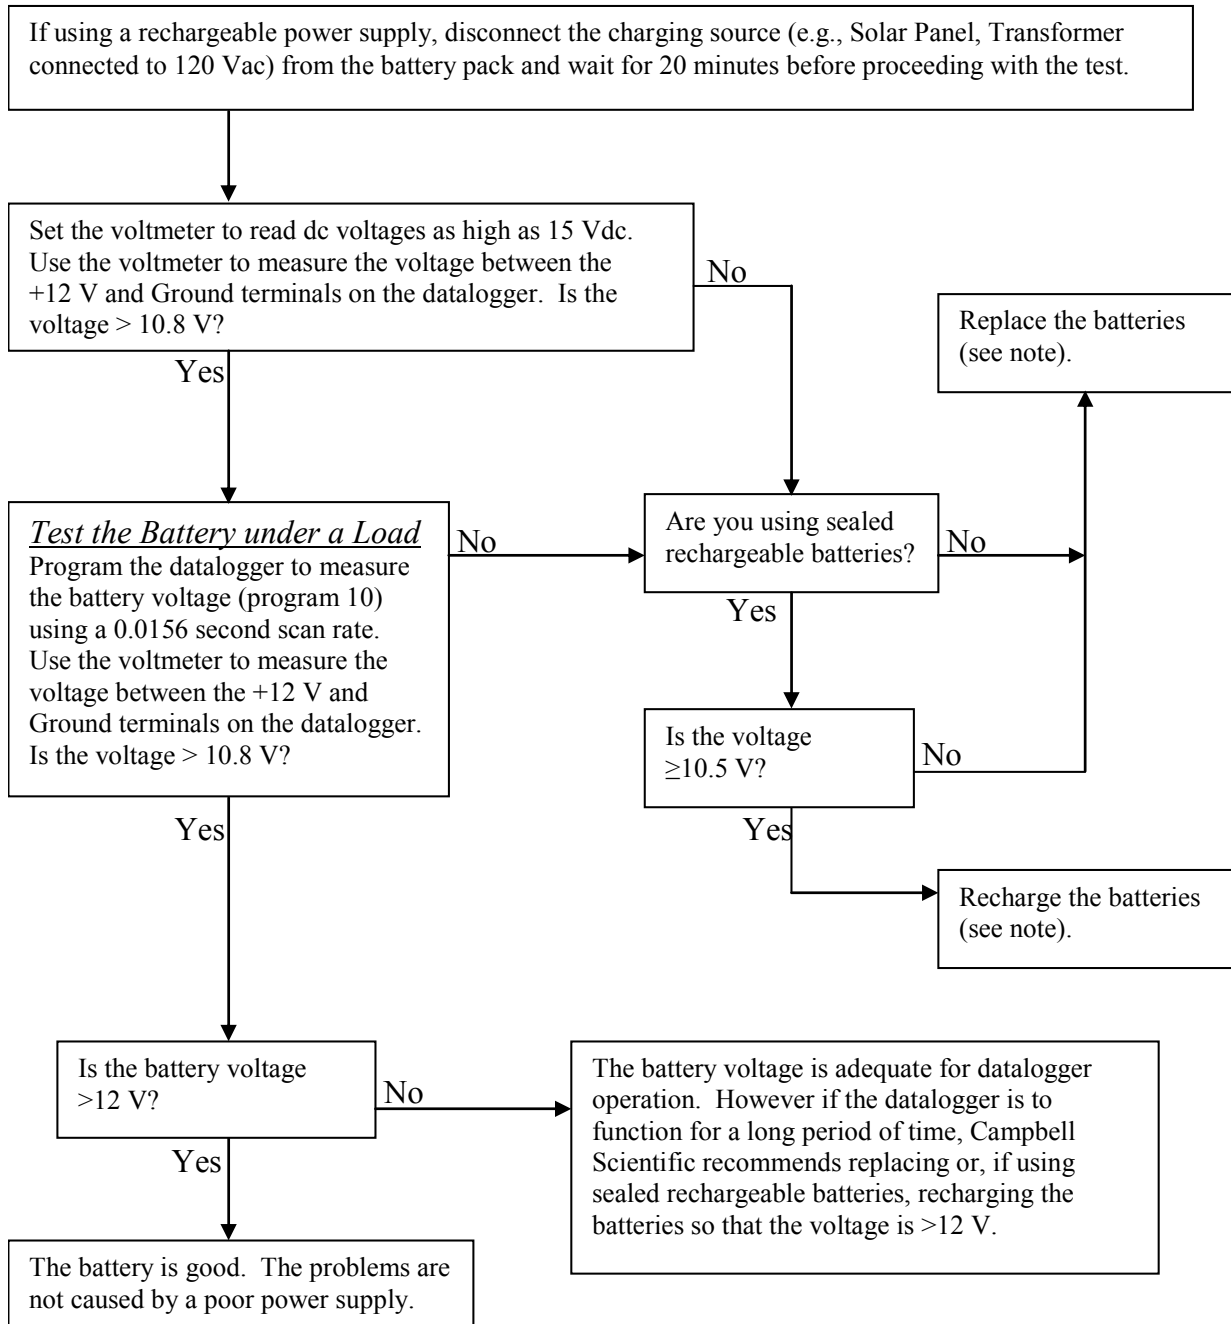 If using a rechargeable power supply, disconnect the charging source (e.g., Solar Panel, Transformer
connected to 120 Vac) from the battery pack and wait for 20 minutes before proceeding with the test.
Set the voltmeter to read dc voltages as high as 15 Vdc.
Use the voltmeter to measure the voltage between the
+12 V and Ground terminals on the datalogger.  Is the
voltage > 10.8 V?
No
Yes
Replace the batteries
(see note).
Test the Battery under a Load
Program the datalogger to measure
the battery voltage (program 10)
using a 0.0156 second scan rate.
Use the voltmeter to measure the
voltage between the +12 V and
Ground terminals on the datalogger.
Is the voltage > 10.8 V?
No
Yes
Are you using sealed
rechargeable batteries?
No
Yes
Is the voltage
≥10.5 V?
No
Yes
Recharge the batteries
(see note).
Is the battery voltage
>12 V?
No
Yes
The battery voltage is adequate for datalogger
operation.  However if the datalogger is to
function for a long period of time, Campbell
Scientific recommends replacing or, if using
sealed rechargeable batteries, recharging the
batteries so that the voltage is >12 V.
The battery is good.  The problems are
not caused by a poor power supply.